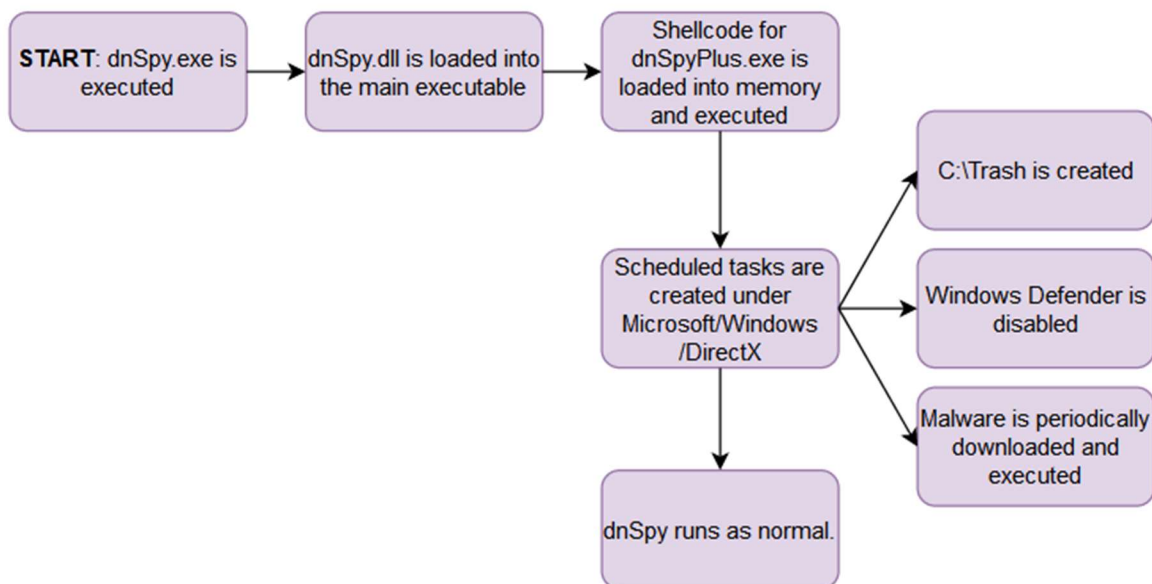 START: dnSpy.exe is
executed
dnSpy.dll is loaded into
the main executable
Shellcode for
dnSpyPlus.exe is
loaded into memory
and executed
C:\Trash is created
Scheduled tasks are
created under
Microsoft/Windows
/DirectX
Windows Defender is
disabled
Malware is periodically
downloaded and
executed
dnSpy runs as normal.